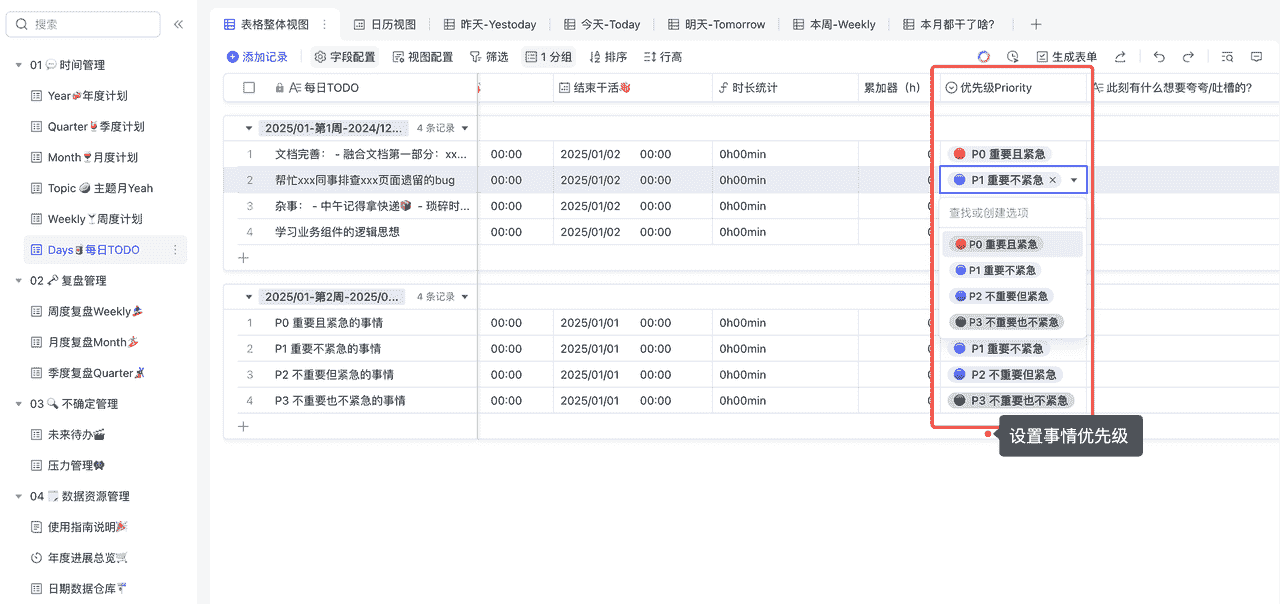 搜索
01 时间管理
Year 年度计划
Quarter 季度计划
Month 月度计划
Topic 主题月Yeah
Weekly 周度计划
Days 每日TODO
02 复盘管理
周度复盘Weekly
月度复盘Month
季度复盘Quarter
03 不确定管理
未来待办
压力管理
04 数据资源管理
使用指南说明
年度进展总览
日期数据仓库
表格整体视图 日历视图 昨天-Yestoday 今天-Today 明天-Tomorrow 本周-Weekly 本月都干了啥?
添加记录 字段配置 视图配置 筛选 1 分组 排序 行高 生成表单
每日TODO 结束干活 时长统计 累加器（h） 优先级Priority 此刻有什么想要夸夸/吐槽的?
2025/01-第1周-2024/12... 4 条记录
1 文档完善： - 融合文档第一部分：xx... 00:00 2025/01/02 00:00 0h00min P0 重要且紧急
2 帮忙xxx同事排查xxx页面遗留的bug 00:00 2025/01/02 00:00 0h00min P1 重要不紧急
3 杂事： - 中午记得拿快递 - 琐碎时... 00:00 2025/01/02 00:00 0h00min
4 学习业务组件的逻辑思想 00:00 2025/01/02 00:00 0h00min
查找或创建选项
P0 重要且紧急
P1 重要不紧急
P2 不重要但紧急
P3 不重要也不紧急
2025/01-第2周-2025/0... 4 条记录
1 P0 重要且紧急的事情 00:00 2025/01/01 00:00 0h00min
2 P1 重要不紧急的事情 00:00 2025/01/01 00:00 0h00min P1 重要不紧急
3 P2 不重要但紧急的事情 00:00 2025/01/01 00:00 0h00min P2 不重要但紧急
4 P3 不重要也不紧急的事情 00:00 2025/01/01 00:00 0h00min P3 不重要也不紧急
设置事情优先级